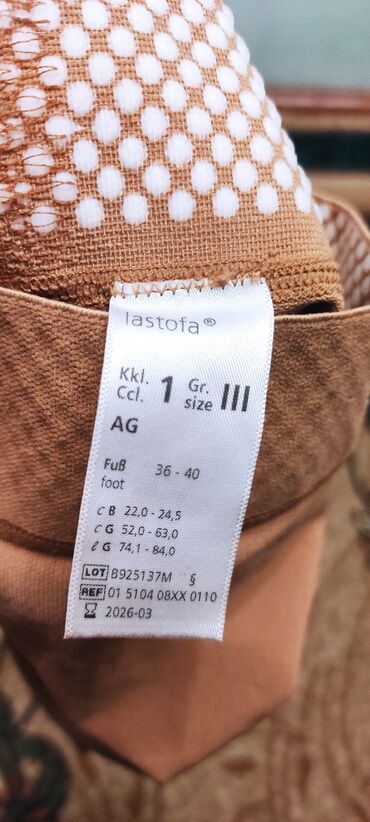 lastofa®
Kkl. Ccl. 1 Gr. size III
AG
Fuß foot 36 - 40
c B 22,0 - 24,5
c G 52,0 - 63,0
ℓ G 74,1 - 84,0
LOT B925137M §
REF 01 5104 08XX 0110
2026-03